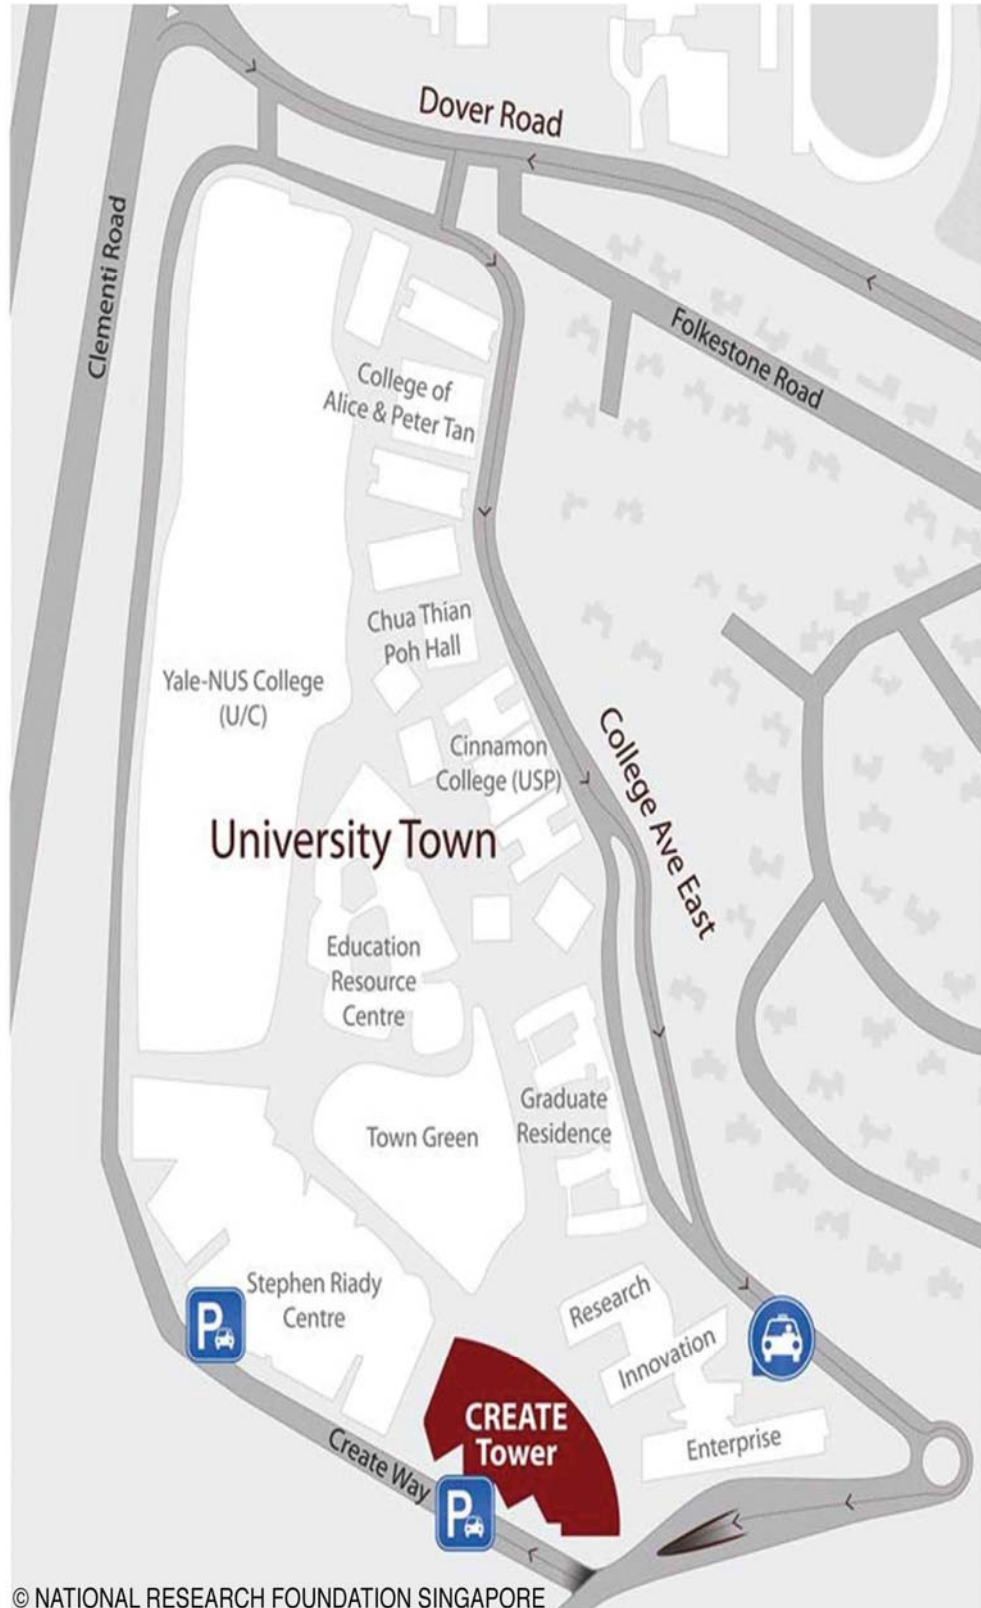 Dover Road
Clementi Road
Folkestone Road
College of
Alice & Peter Tan
Chua Thian
Poh Hall
Yale-NUS College
(U/C)
Cinnamon
College (USP)
College Ave East
University Town
Education
Resource
Centre
Graduate
Residence
Town Green
Stephen Riady
Centre
Research
Innovation
Enterprise
P
CREATE
Tower
Create Way
P
© NATIONAL RESEARCH FOUNDATION SINGAPORE